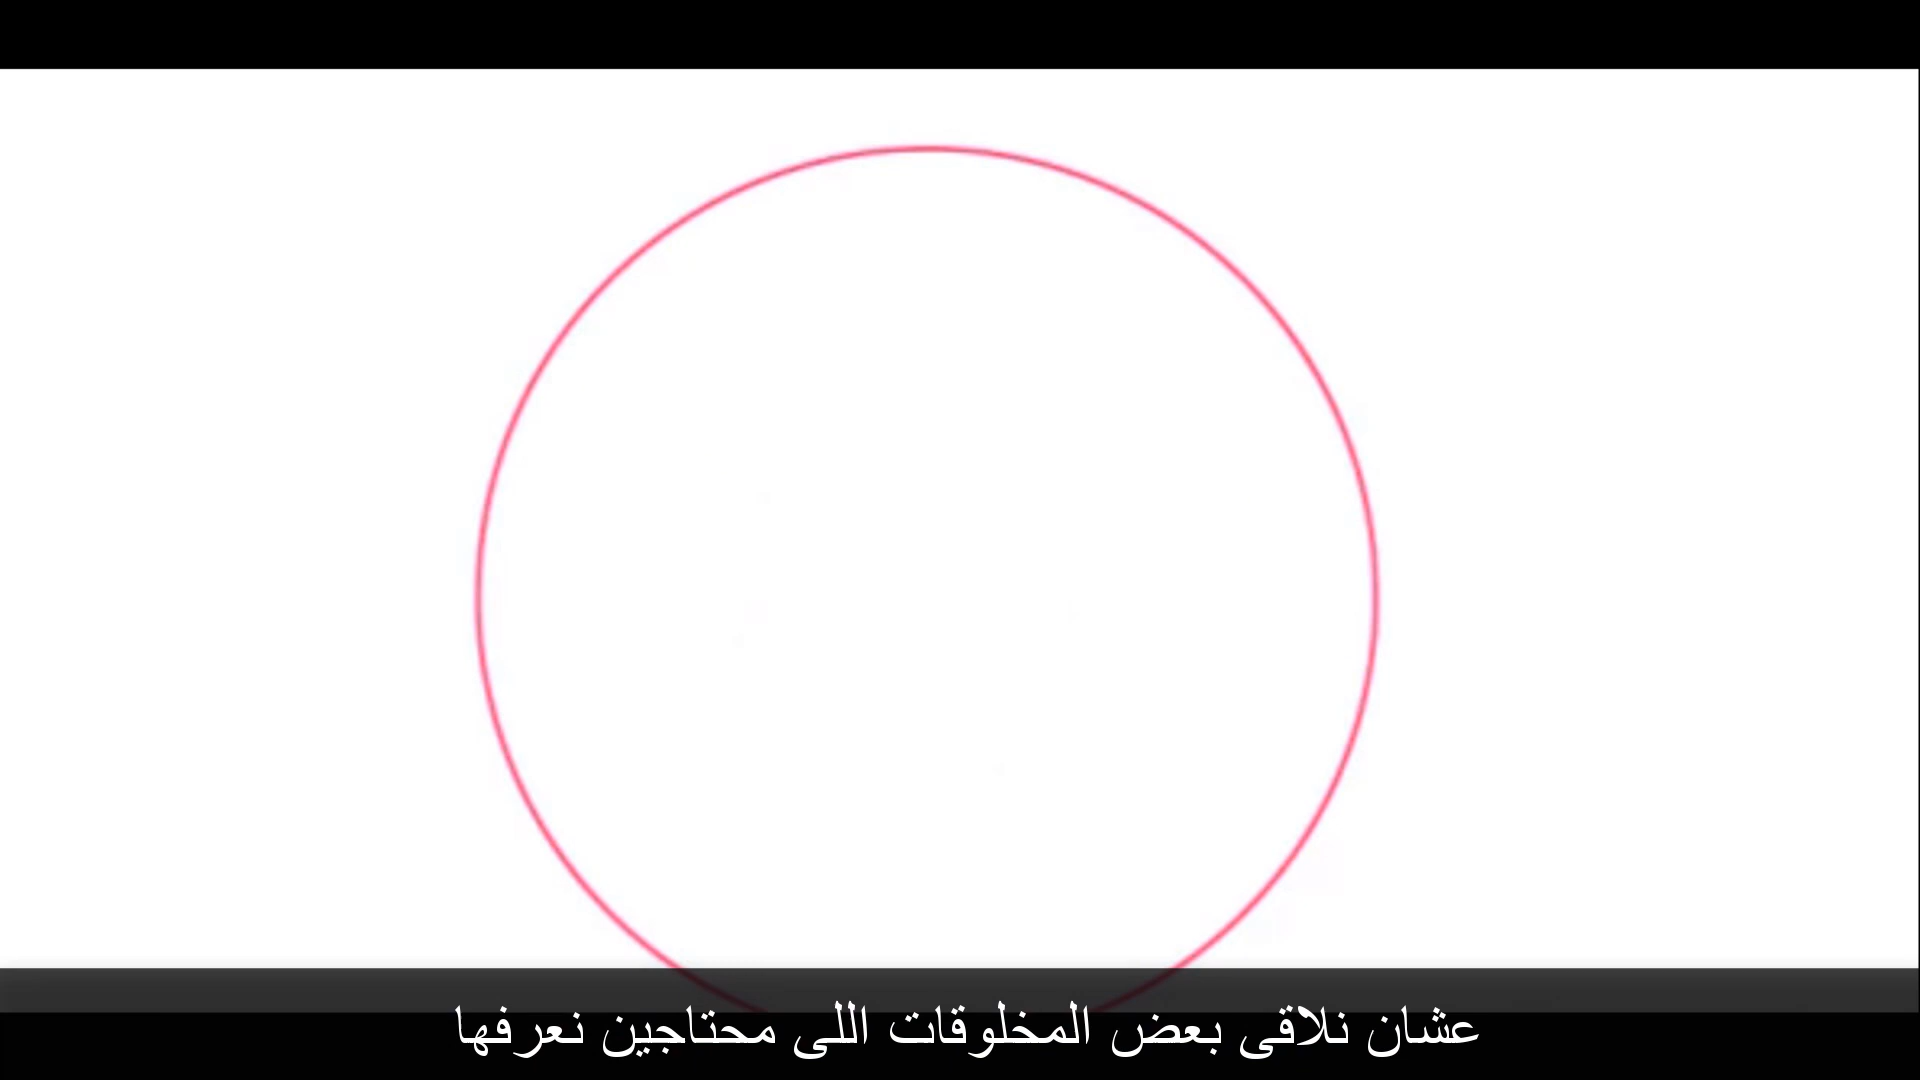 عشان نلاقى بعض المخلوقات اللى محتاجين نعرفها